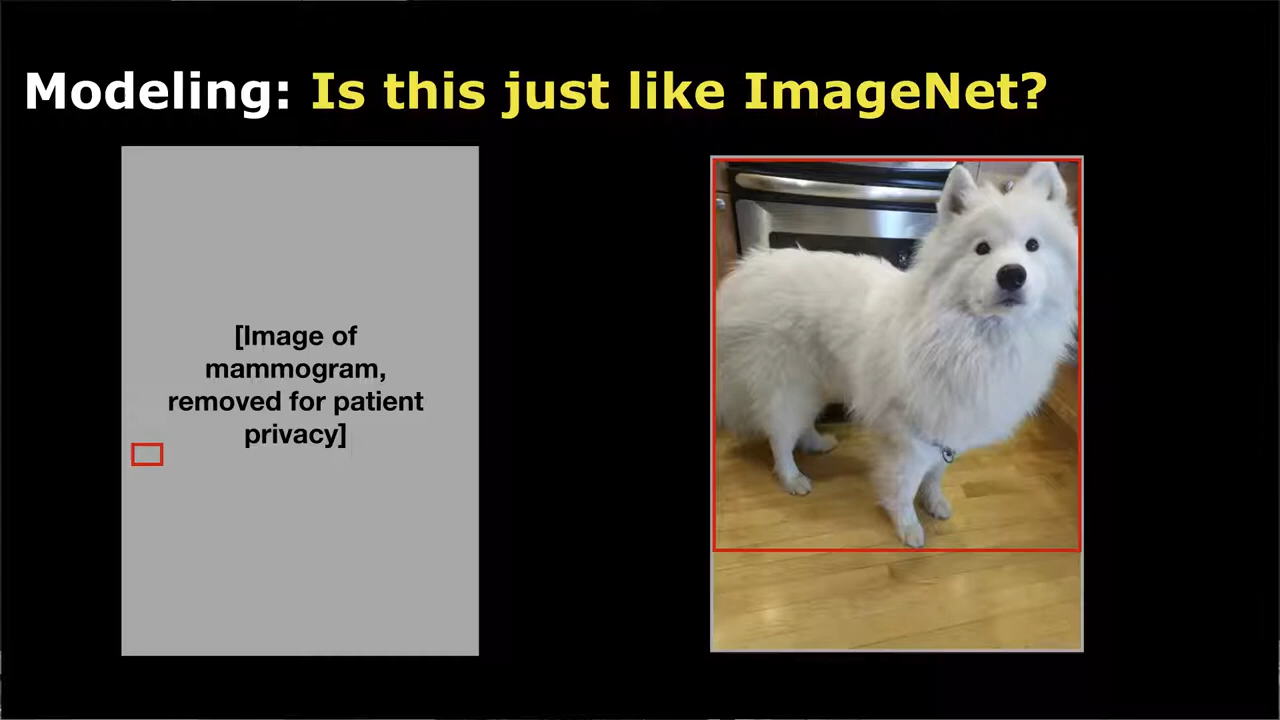 Modeling: Is this just like ImageNet?
[Image of
mammogram,
removed for patient
privacy]